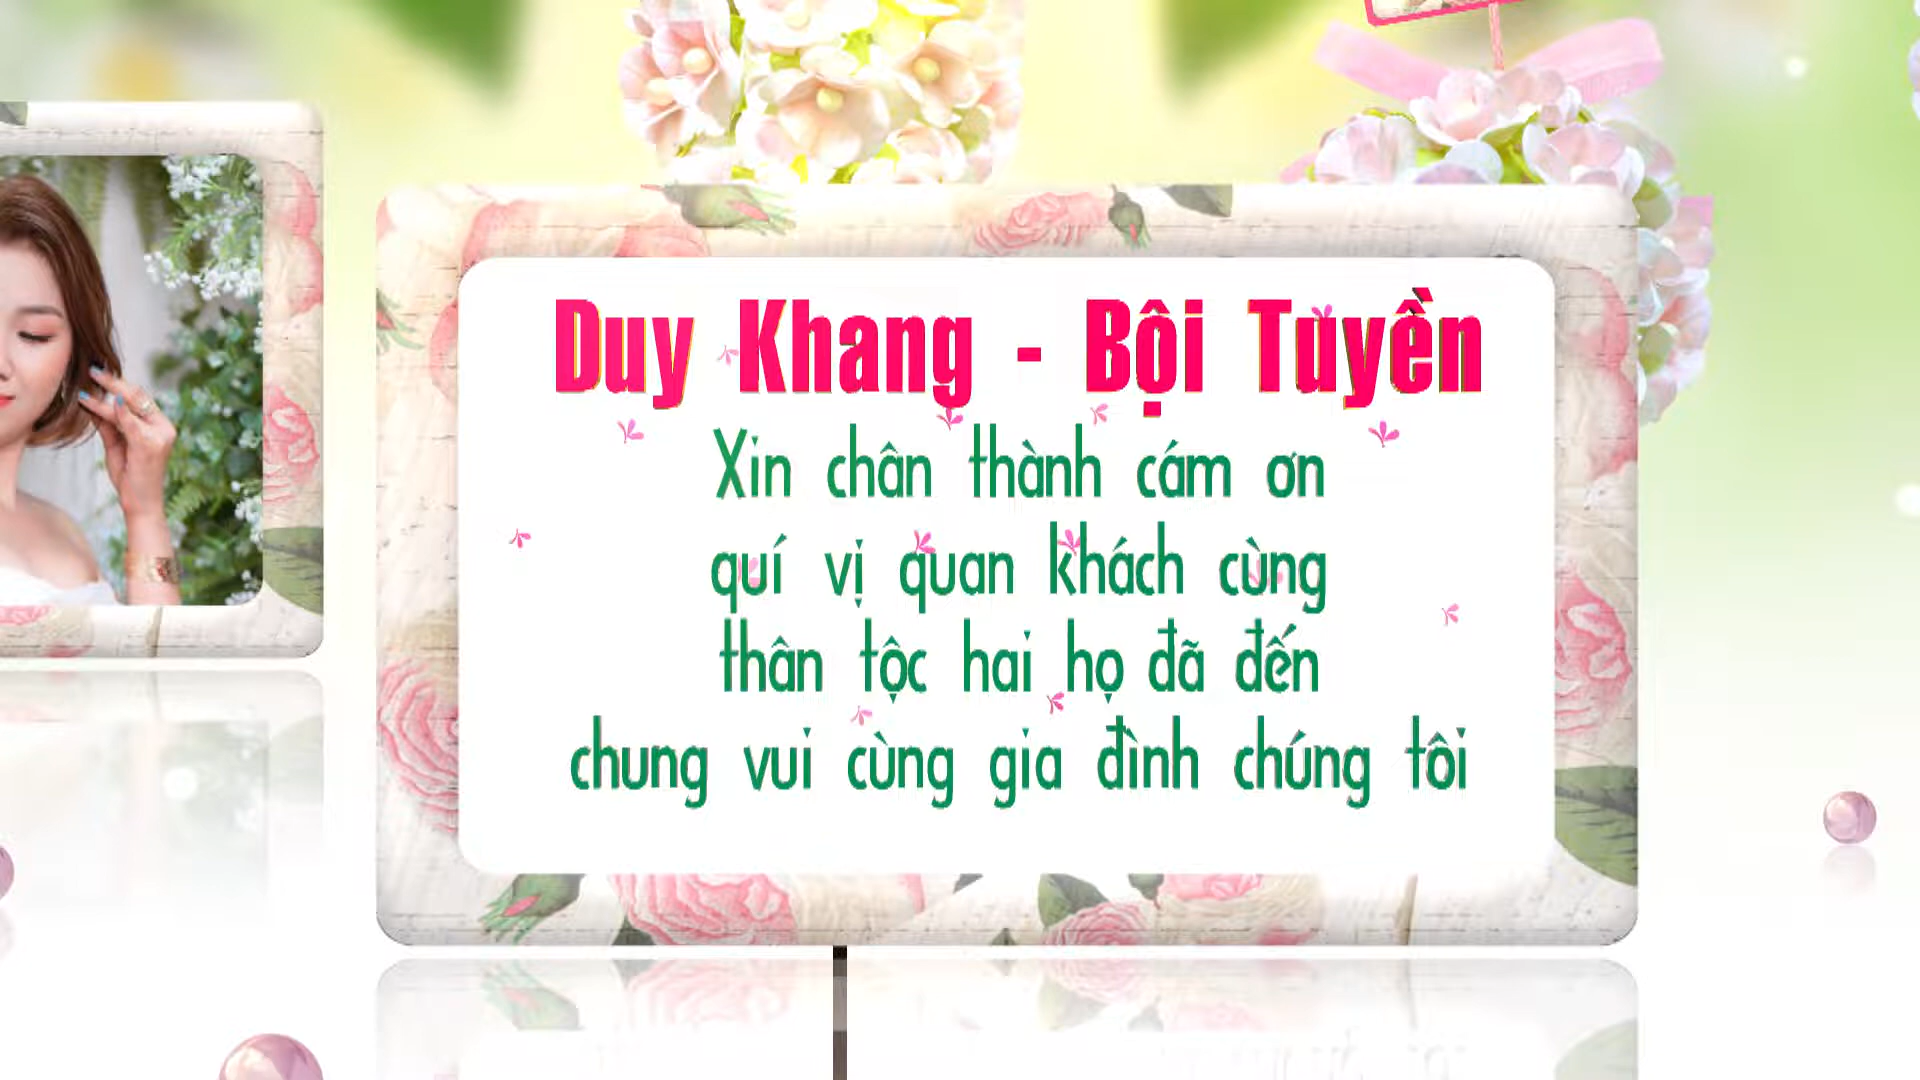 Duy Khang - Bội Tuyền
Xin chân thành cám ơn
quí vị quan khách cùng
thân tộc hai họ đã đến
chung vui cùng gia đình chúng tôi